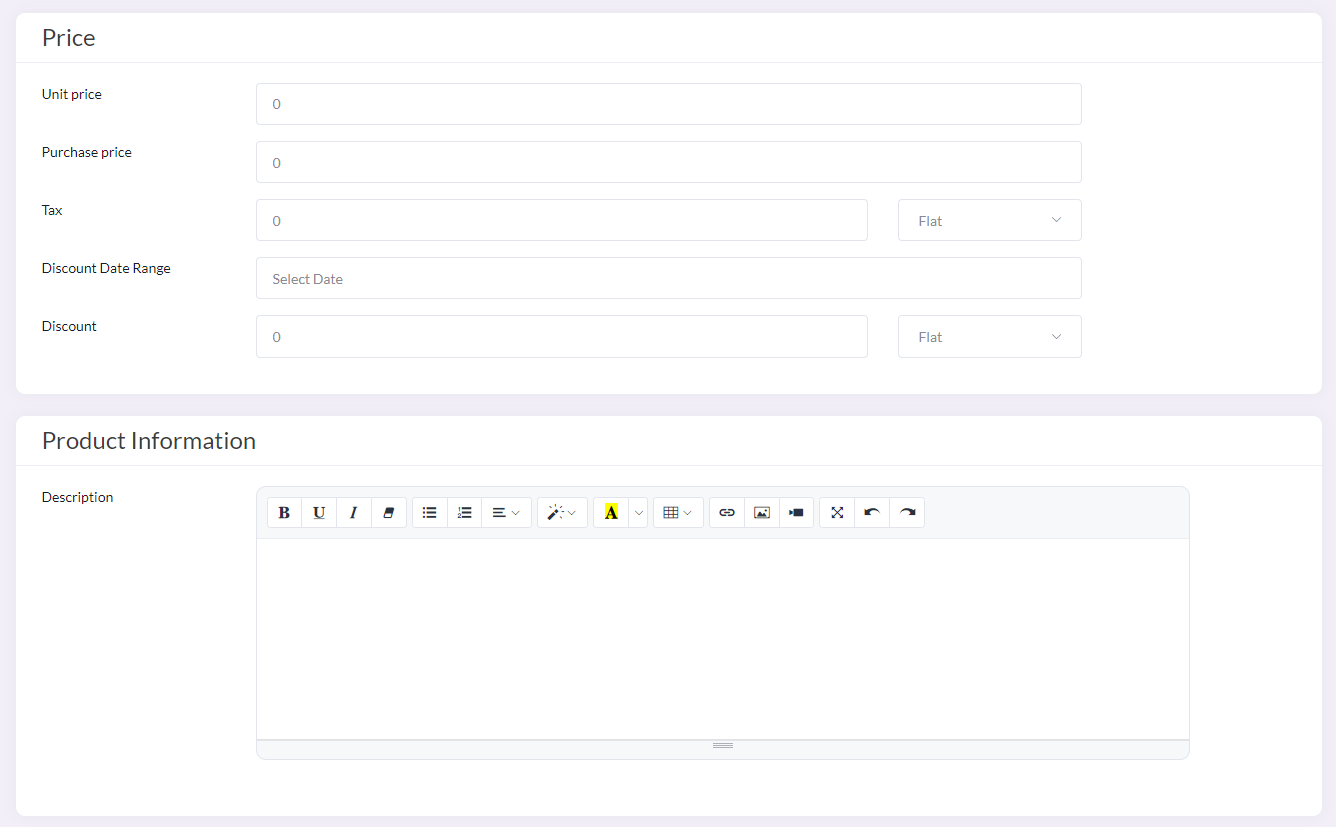 Price
Unit price
0
Purchase price
0
Tax
0 Flat
Discount Date Range
Select Date
Discount
0 Flat
Product Information
Description
B U I A